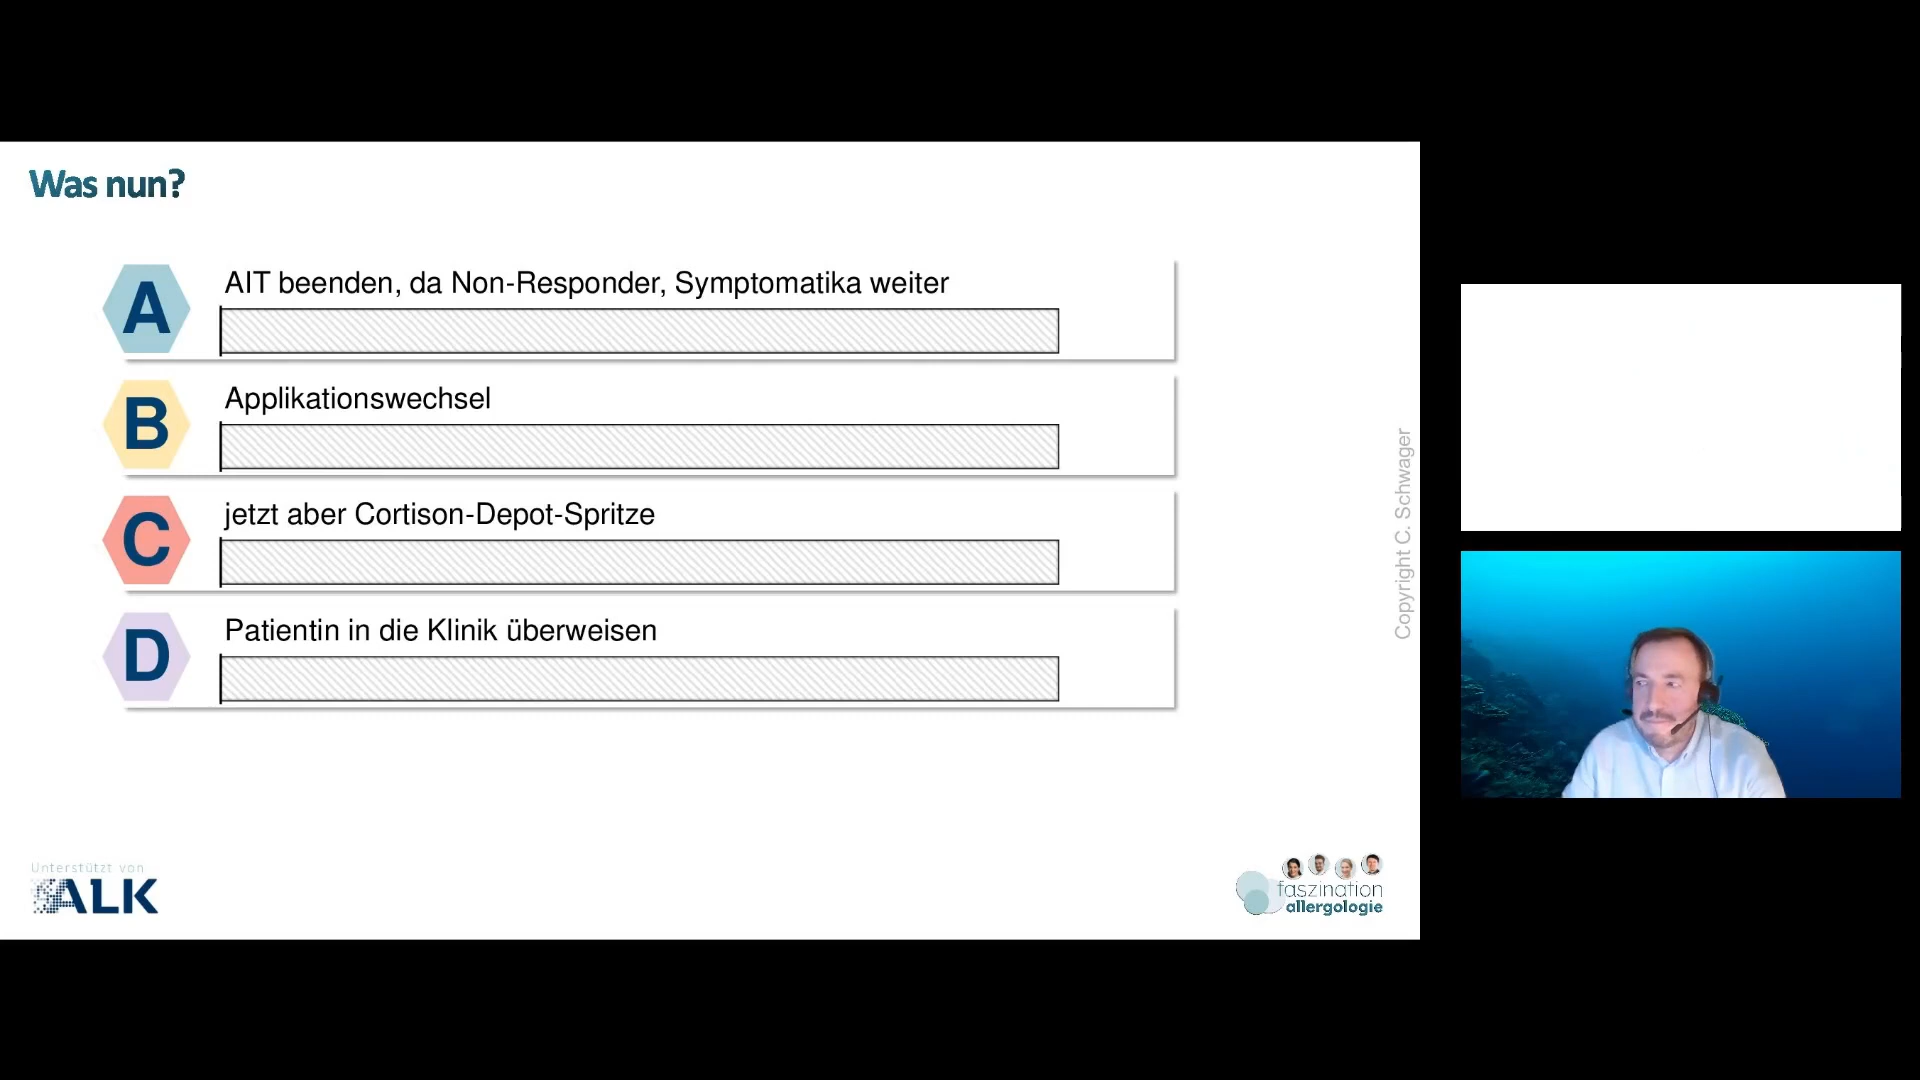 Was nun?
A
AIT beenden, da Non-Responder, Symptomatika weiter
B
Applikationswechsel
C
jetzt aber Cortison-Depot-Spritze
D
Patientin in die Klinik überweisen
Copyright C. Schwager
Unterstützt von
ALK
faszination
allergologie